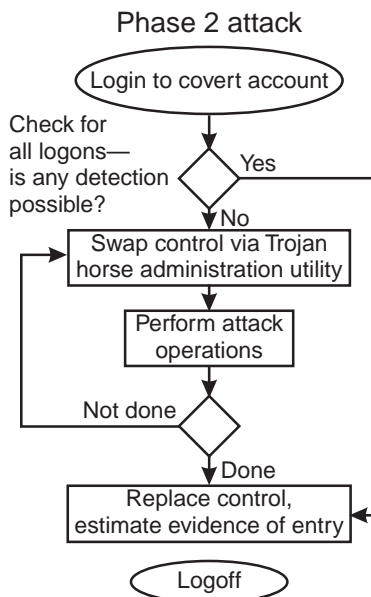 Phase 2 attack
Login to covert account
Check for
all logons—
is any detection
possible?
Yes
No
Swap control via Trojan
horse administration utility
Perform attack
operations
Not done
Done
Replace control,
estimate evidence of entry
Logoff